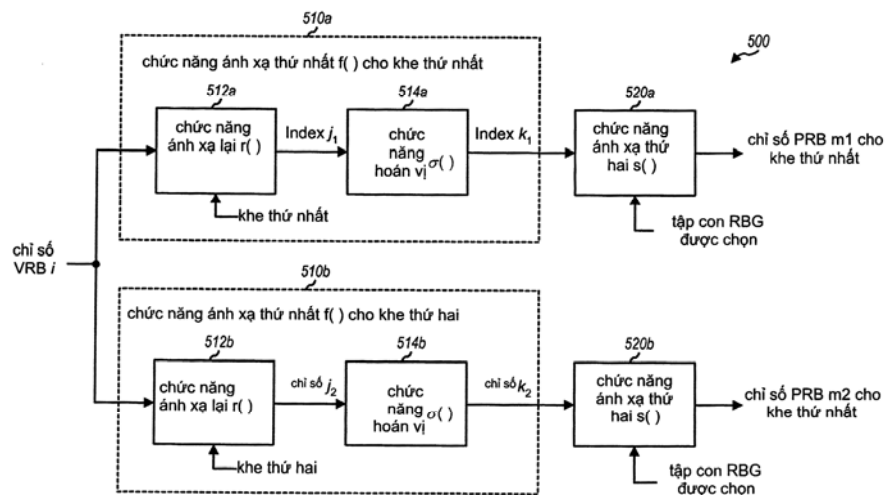 510a
500
chức năng ánh xạ thứ nhất f( ) cho khe thứ nhất
512a
514a
520a
chức năng
ánh xạ lại r( )
Index j₁
chức
năng σ( )
hoán vị
Index k₁
chức năng
ánh xạ thứ
hai s( )
chỉ số PRB m1 cho
khe thứ nhất
khe thứ nhất
tập con RBG
được chọn
chỉ số
VRB i
510b
chức năng ánh xạ thứ nhất f( ) cho khe thứ hai
512b
514b
520b
chức năng
ánh xạ lại r( )
chỉ số j₂
chức
năng σ( )
hoán vị
chỉ số k₂
chức năng
ánh xạ thứ
hai s( )
chỉ số PRB m2 cho
khe thứ nhất
khe thứ hai
tập con RBG
được chọn